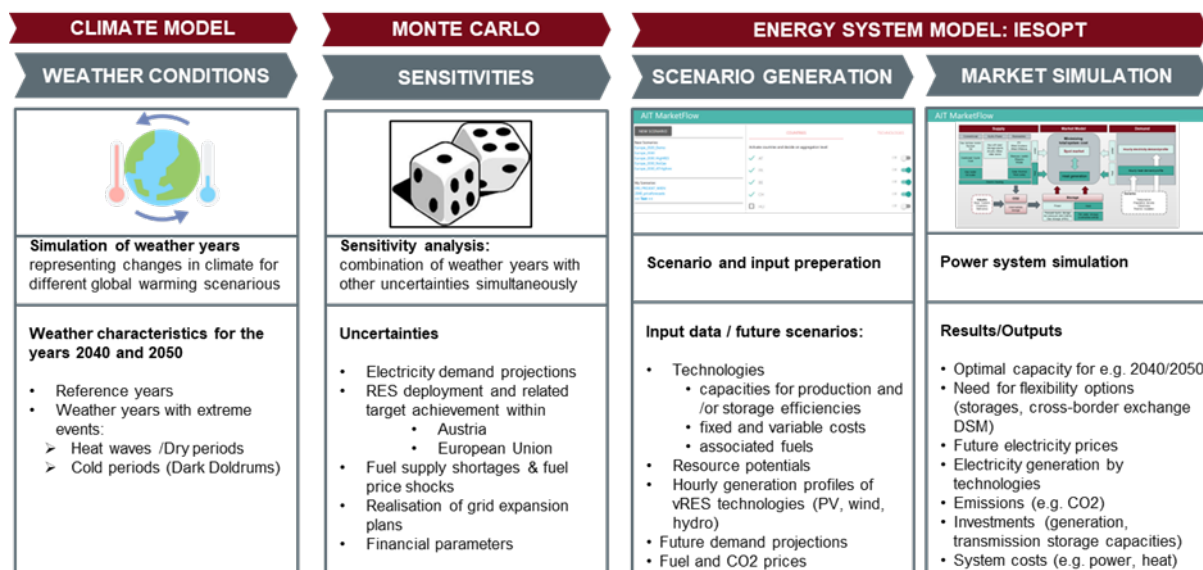 CLIMATE MODEL
MONTE CARLO
ENERGY SYSTEM MODEL: IESOPT
WEATHER CONDITIONS
SENSITIVITIES
SCENARIO GENERATION
MARKET SIMULATION
Simulation of weather years
representing changes in climate for
different global warming scenarious
Weather characteristics for the
years 2040 and 2050
• Reference years
• Weather years with extreme
events:
➢ Heat waves /Dry periods
➢ Cold periods (Dark Doldrums)
Sensitivity analysis:
combination of weather years with
other uncertainties simultaneously
Uncertainties
• Electricity demand projections
• RES deployment and related
target achievement within
• Austria
• European Union
• Fuel supply shortages & fuel
price shocks
• Realisation of grid expansion
plans
• Financial parameters
AIT MarketFlow
NEW SCENARIO
Scenario and input preperation
Input data / future scenarios:
• Technologies
• capacities for production and
/or storage efficiencies
• fixed and variable costs
• associated fuels
• Resource potentials
• Hourly generation profiles of
vRES technologies (PV, wind,
hydro)
• Future demand projections
• Fuel and CO2 prices
AIT MarketFlow
Supply
Market Model
Demand
Storage
Power system simulation
Results/Outputs
• Optimal capacity for e.g. 2040/2050
• Need for flexibility options
(storages, cross-border exchange
DSM)
• Future electricity prices
• Electricity generation by
technologies
• Emissions (e.g. CO2)
• Investments (generation,
transmission storage capacities)
• System costs (e.g. power, heat)